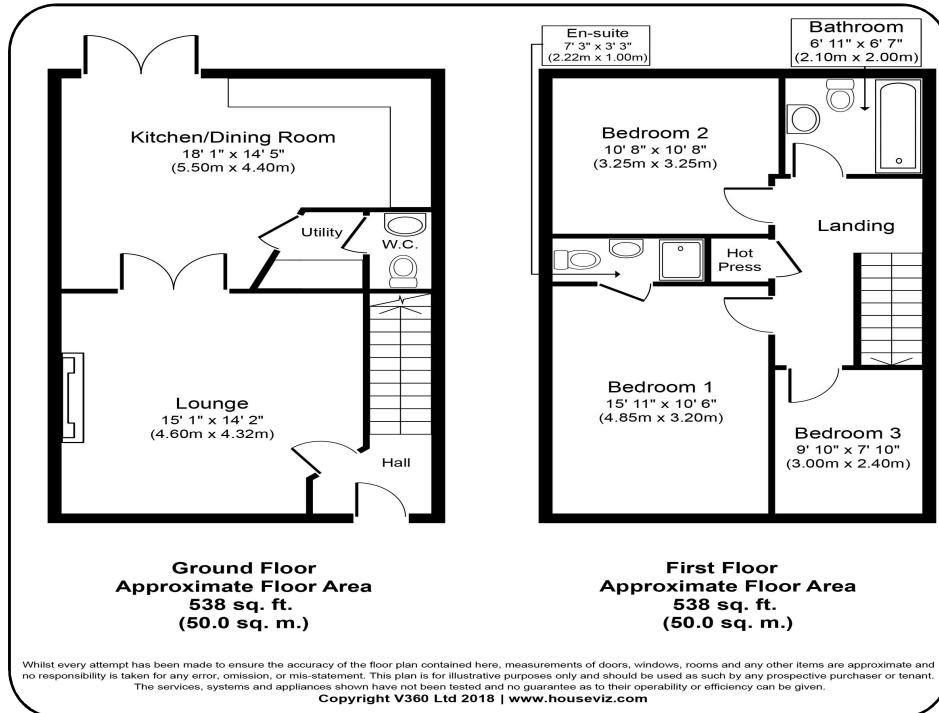 En-suite
7' 3" x 3' 3"
(2.22m x 1.00m)
Bathroom
6' 11" x 6' 7"
(2.10m x 2.00m)
Kitchen/Dining Room
18' 1" x 14' 5"
(5.50m x 4.40m)
Utility
W.C.
Lounge
15' 1" x 14' 2"
(4.60m x 4.32m)
Hall
Bedroom 2
10' 8" x 10' 8"
(3.25m x 3.25m)
Landing
Hot
Press
Bedroom 1
15' 11" x 10' 6"
(4.85m x 3.20m)
Bedroom 3
9' 10" x 7' 10"
(3.00m x 2.40m)
Ground Floor
Approximate Floor Area
538 sq. ft.
(50.0 sq. m.)
First Floor
Approximate Floor Area
538 sq. ft.
(50.0 sq. m.)
Whilst every attempt has been made to ensure the accuracy of the floor plan contained here, measurements of doors, windows, rooms and any other items are approximate and
no responsibility is taken for any error, omission, or mis-statement. This plan is for illustrative purposes only and should be used as such by any prospective purchaser or tenant.
The services, systems and appliances shown have not been tested and no guarantee as to their operability or efficiency can be given.
Copyright V360 Ltd 2018 | www.houseviz.com